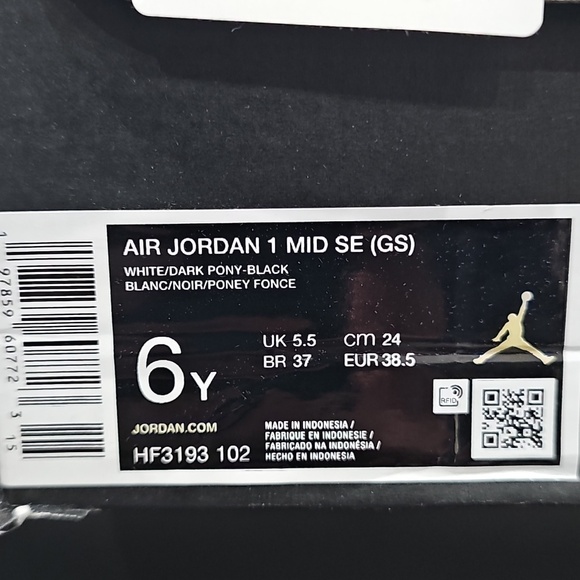 AIR JORDAN 1 MID SE (GS)
WHITE/DARK PONY-BLACK
BLANC/NOIR/PONEY FONCE
6Y
UK 5.5 cm 24
BR 37 EUR 38.5
RFID
JORDAN.COM
HF3193 102
MADE IN INDONESIA /
FABRIQUE EN INDONESIE /
FABRICADO NA INDONÉSIA /
HECHO EN INDONESIA
1 97859 60772 3 15